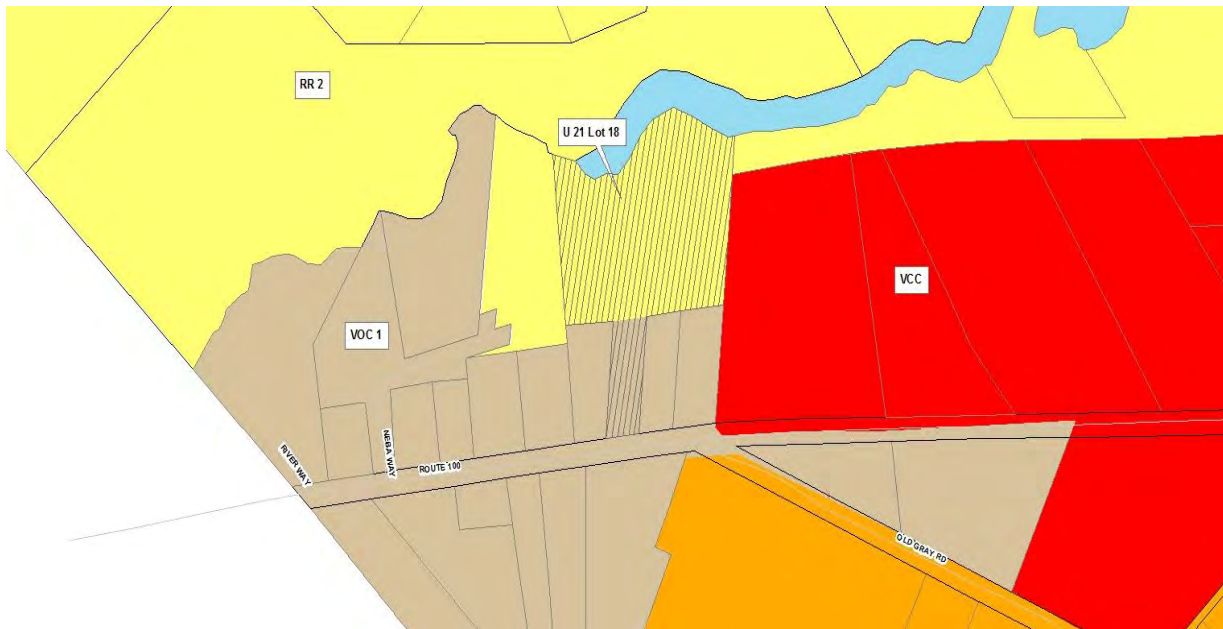 RR 2
U 21 Lot 18
VCC
VOC 1
NEBA WAY
RIVER WAY
ROUTE 100
OLD GRAY RD